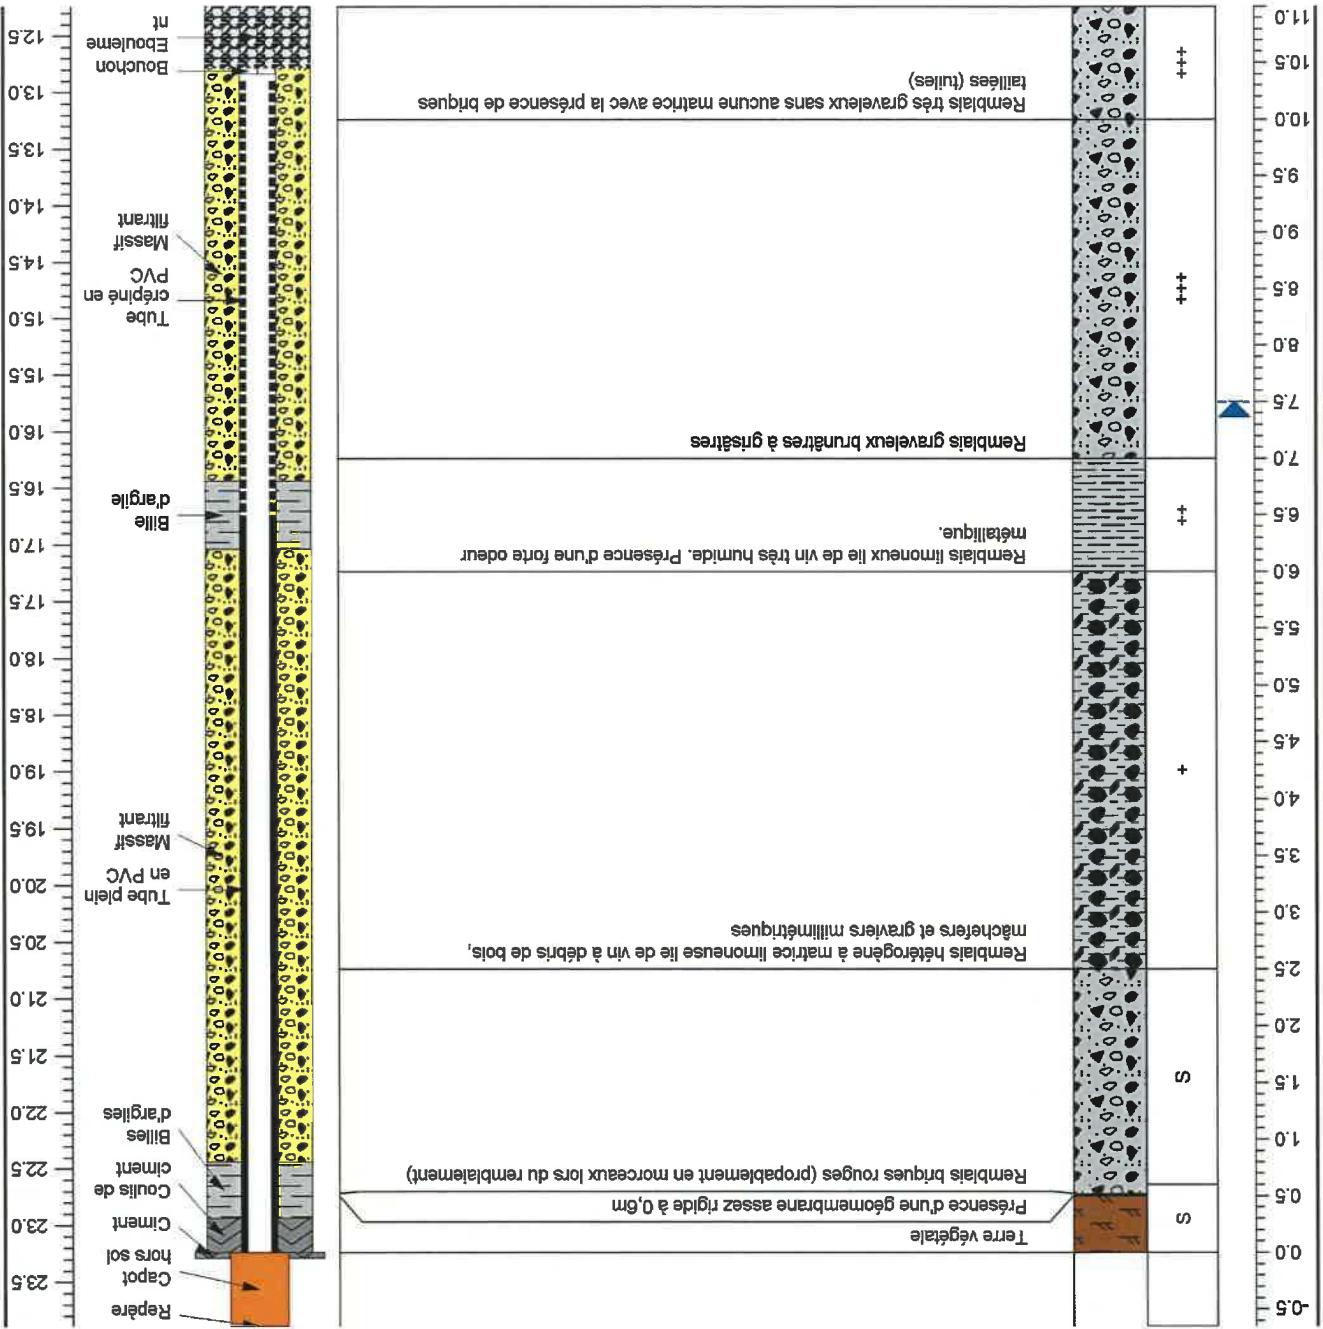 -0.5
0.0
0.5
1.0
1.5
2.0
2.5
3.0
3.5
4.0
4.5
5.0
5.5
6.0
6.5
7.0
7.5
8.0
8.5
9.0
9.5
10.0
10.5
11.0
S
S
+
++
+++
+++
Terre végétale
Présence d'une géomembrane assez rigide à 0,6m
Remblais briques rouges (propablement en morceaux lors du remblaiement)
Remblais hétérogène à matrice limoneuse lie de vin à débris de bois,
mâchefers et graviers millimétriques
Remblais limoneux lie de vin très humide. Présence d'une forte odeur
métallique.
Remblais graveleux brunâtres à grisâtres
Remblais très graveleux sans aucune matrice avec la présence de briques
taillées (tuiles)
Repère
Capot
hors sol
Ciment
Coulis de
ciment
Billes
d'argiles
Tube plein
en PVC
Massif
filtrant
Bille
d'argile
Tube
crépiné en
PVC
Massif
filtrant
Bouchon
Ebouleme
nt
23.5
23.0
22.5
22.0
21.5
21.0
20.5
20.0
19.5
19.0
18.5
18.0
17.5
17.0
16.5
16.0
15.5
15.0
14.5
14.0
13.5
13.0
12.5